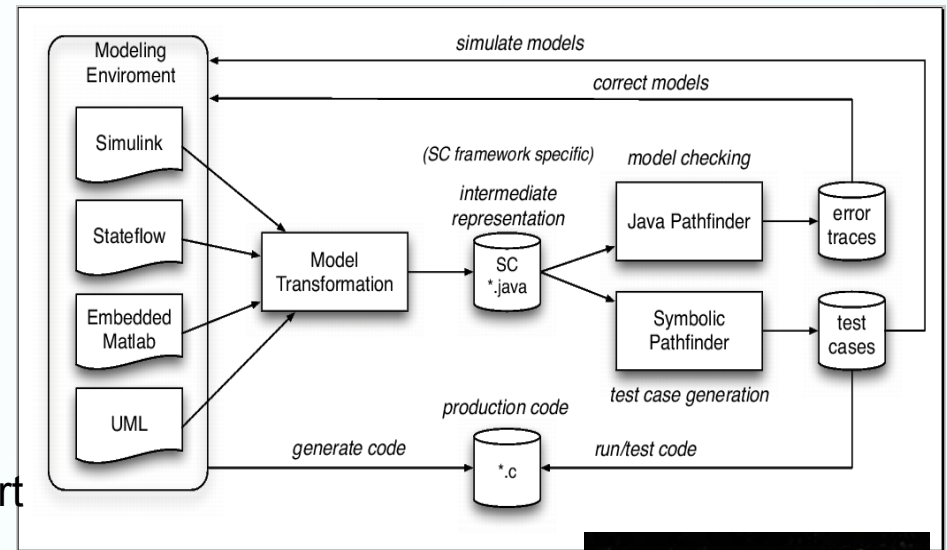 simulate models
Modeling
Enviroment
correct models
Simulink
(SC framework specific)
model checking
intermediate
representation
Java Pathfinder
error
traces
Stateflow
Model
Transformation
SC
*.java
Embedded
Matlab
Symbolic
Pathfinder
test
cases
test case generation
UML
production code
generate code
*.c
run/test code
rt